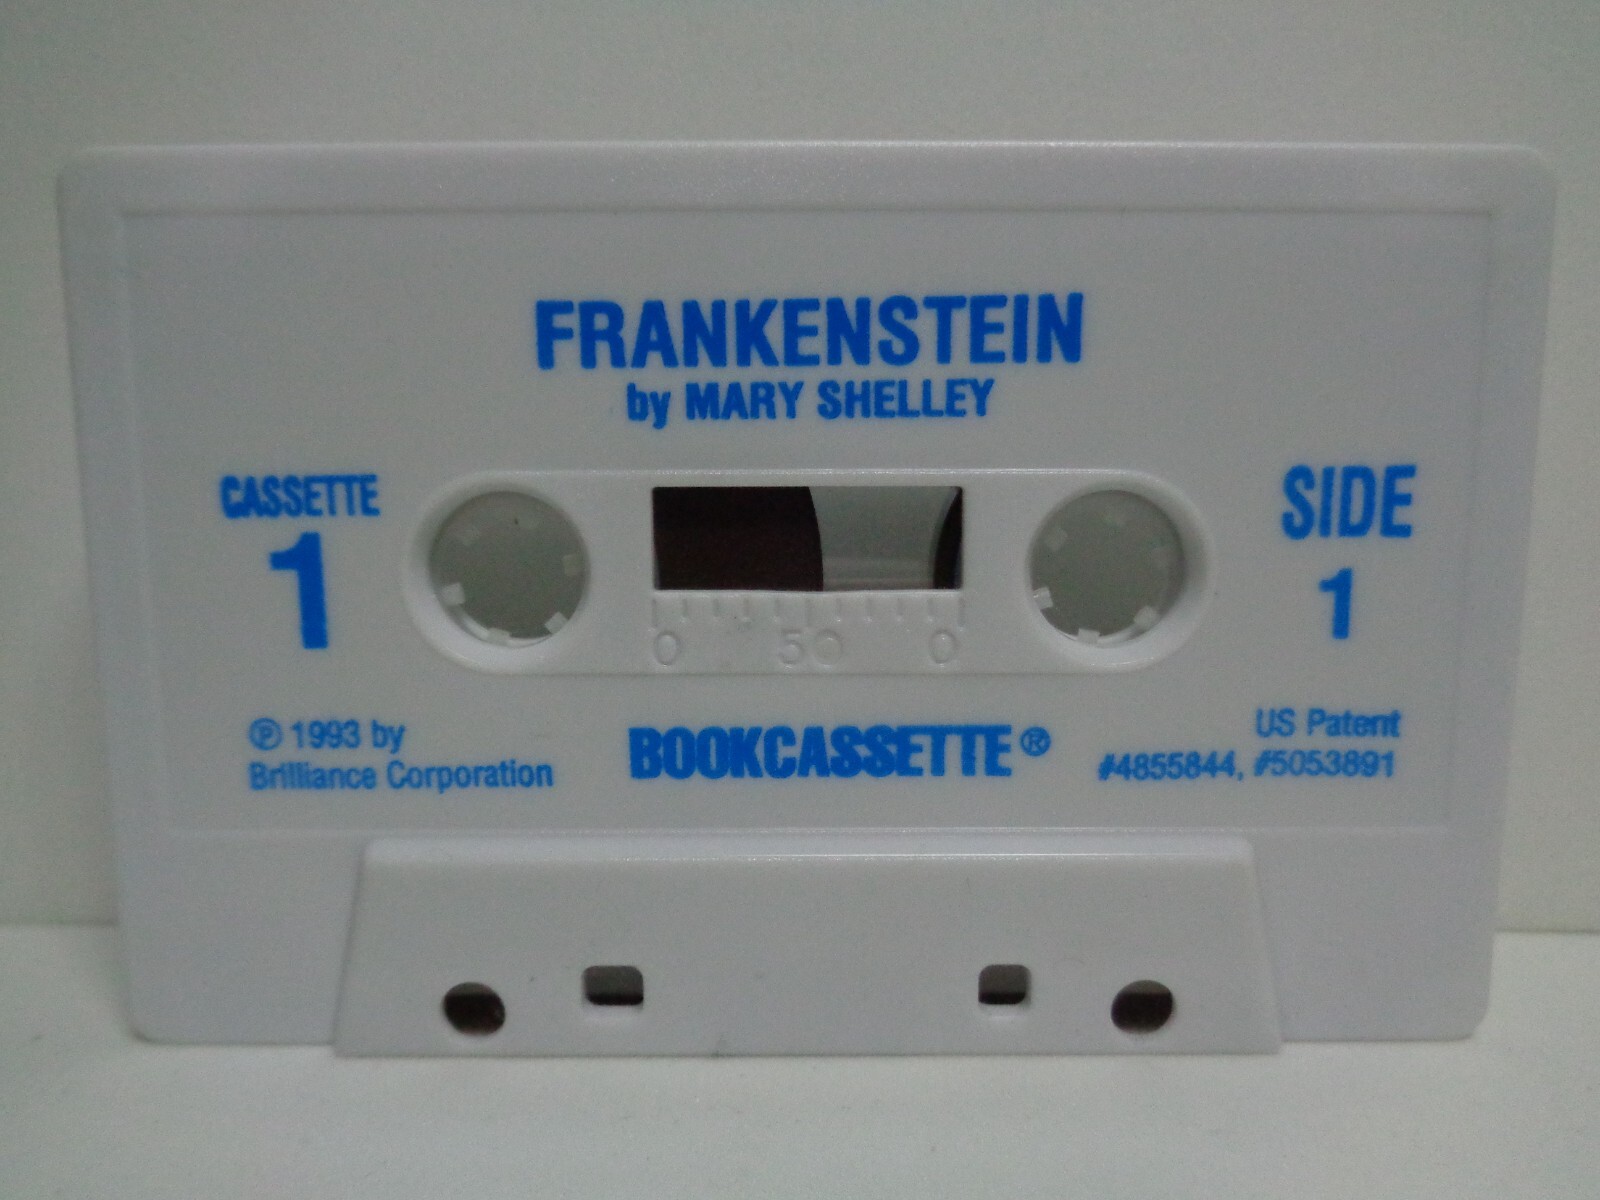 FRANKENSTEIN
by MARY SHELLEY
CASSETTE
1
SIDE
1
0 50 0
℗ 1993 by
Brilliance Corporation
BOOKCASSETTE®
US Patent
#4855844, #5053891